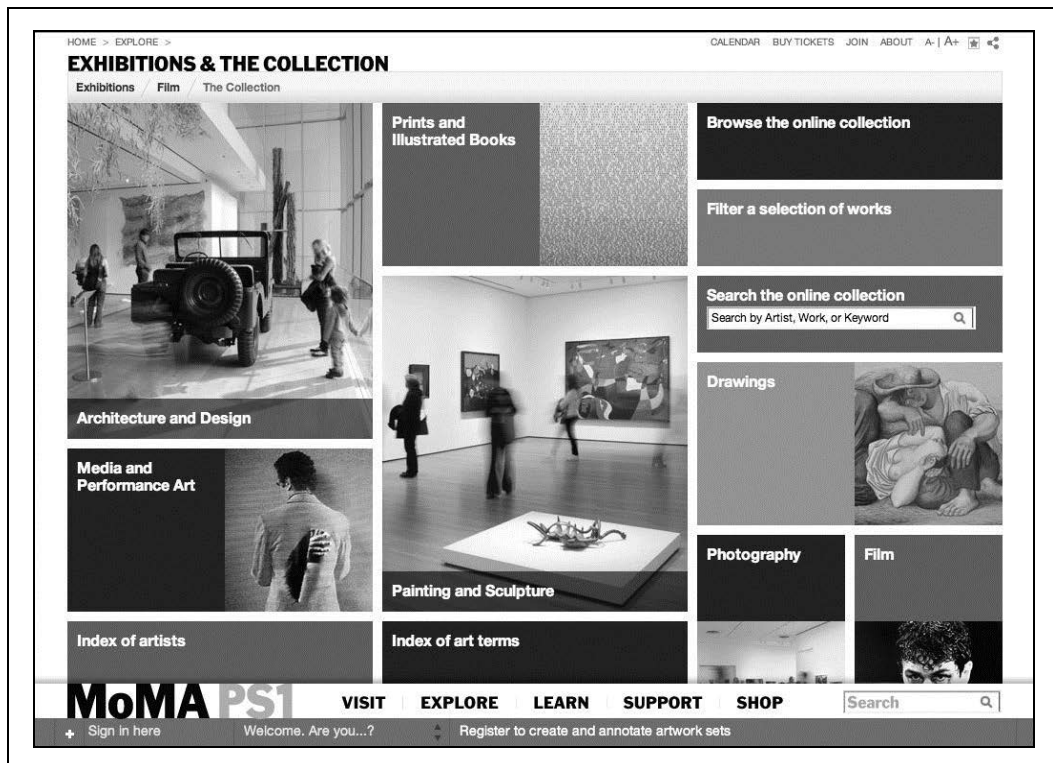 HOME > EXPLORE >
CALENDAR BUY TICKETS JOIN ABOUT A- | A+
EXHIBITIONS & THE COLLECTION
Exhibitions / Film / The Collection
Architecture and Design
Media and
Performance Art
Index of artists
Prints and
Illustrated Books
Painting and Sculpture
Index of art terms
Browse the online collection
Filter a selection of works
Search the online collection
Search by Artist, Work, or Keyword
Drawings
Photography
Film
MoMA PS1
VISIT | EXPLORE | LEARN | SUPPORT | SHOP
Search
+ Sign in here
Welcome. Are you...?
Register to create and annotate artwork sets